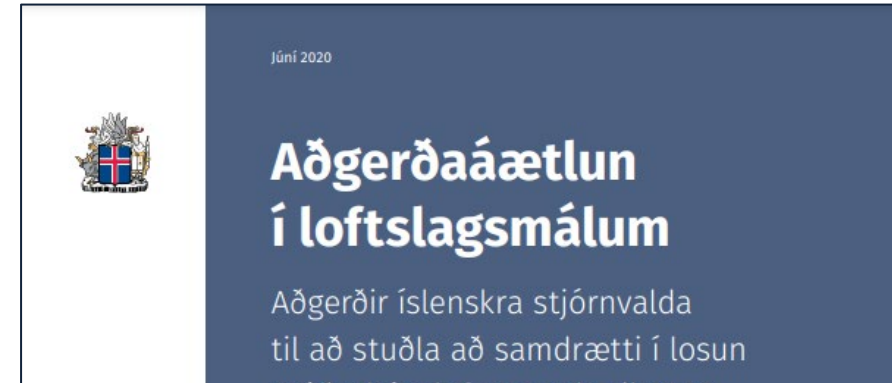 Júní 2020
Aðgerðaáætlun
í loftslagsmálum
Aðgerðir íslenskra stjórnvalda
til að stuðla að samdrætti í losun